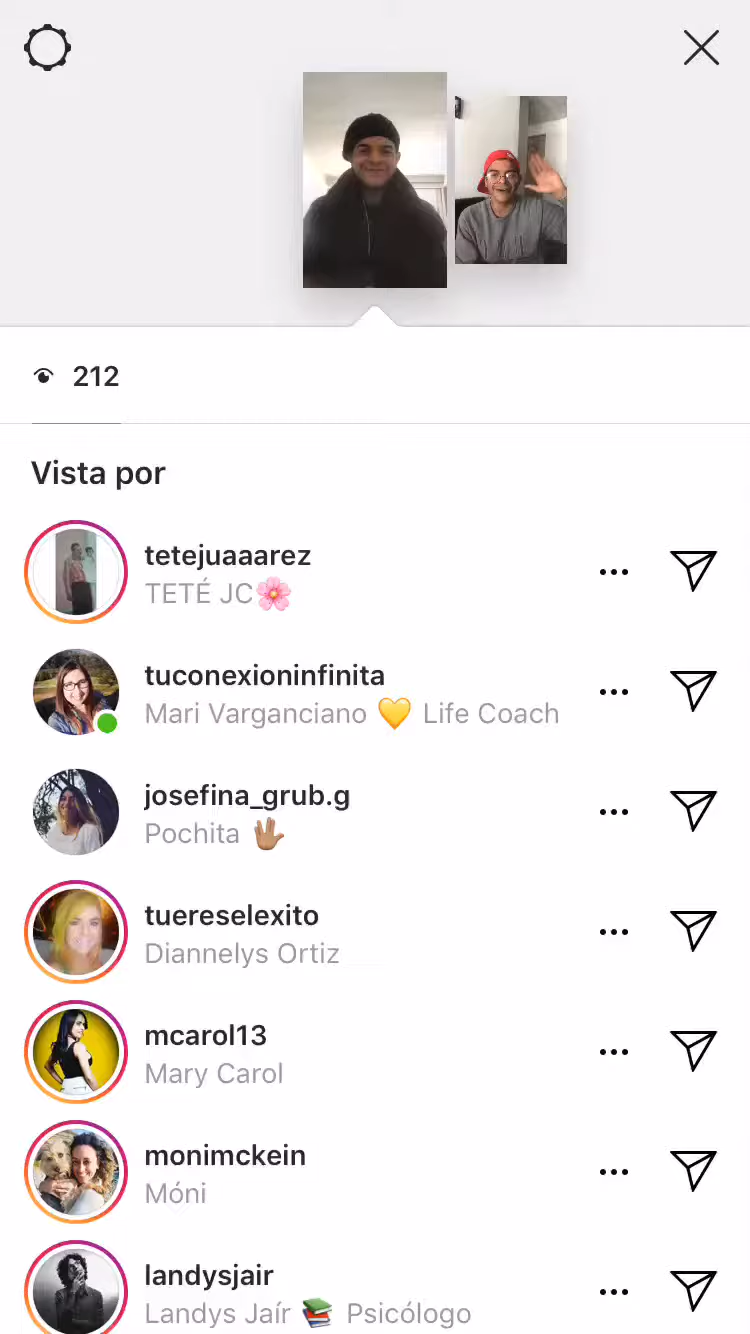 212
Vista por
tetejuaaarez
TETÉ JC🌸
tuconexioninfinita
Mari Varganciano 💛 Life Coach
josefina_grub.g
Pochita 🖖🏽
tuereselexito
Diannelys Ortiz
mcarol13
Mary Carol
monimckein
Móni
landysjair
Landys Jaír 📚 Psicólogo